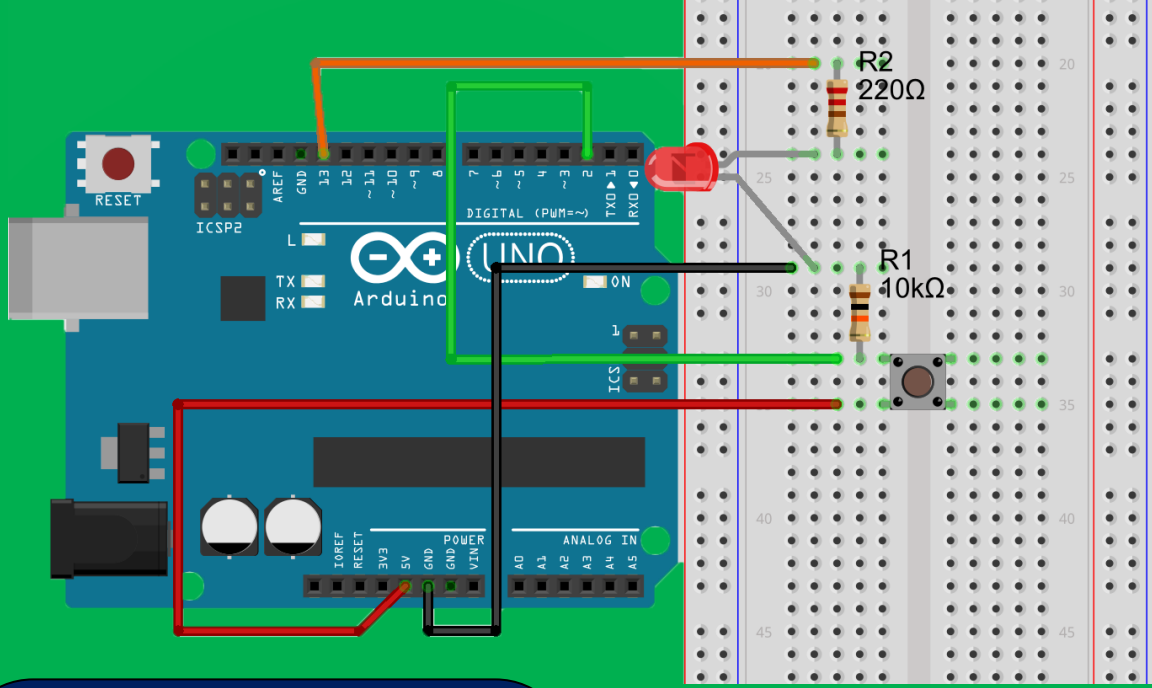 20
20
R2
220Ω
RESET
ICSP2
AREF
GND
13
12
~11
~10
~9
8
7
~6
~5
4
~3
2
TX0▶1
RX0◀0
DIGITAL (PWM=~)
25
25
L
TX
RX
UNO
ON
Arduino
R1
10kΩ
30
30
1
ICS
35
35
40
40
POWER
ANALOG IN
IOREF
RESET
3V3
5V
GND
GND
VIN
A0
A1
A2
A3
A4
A5
45
45